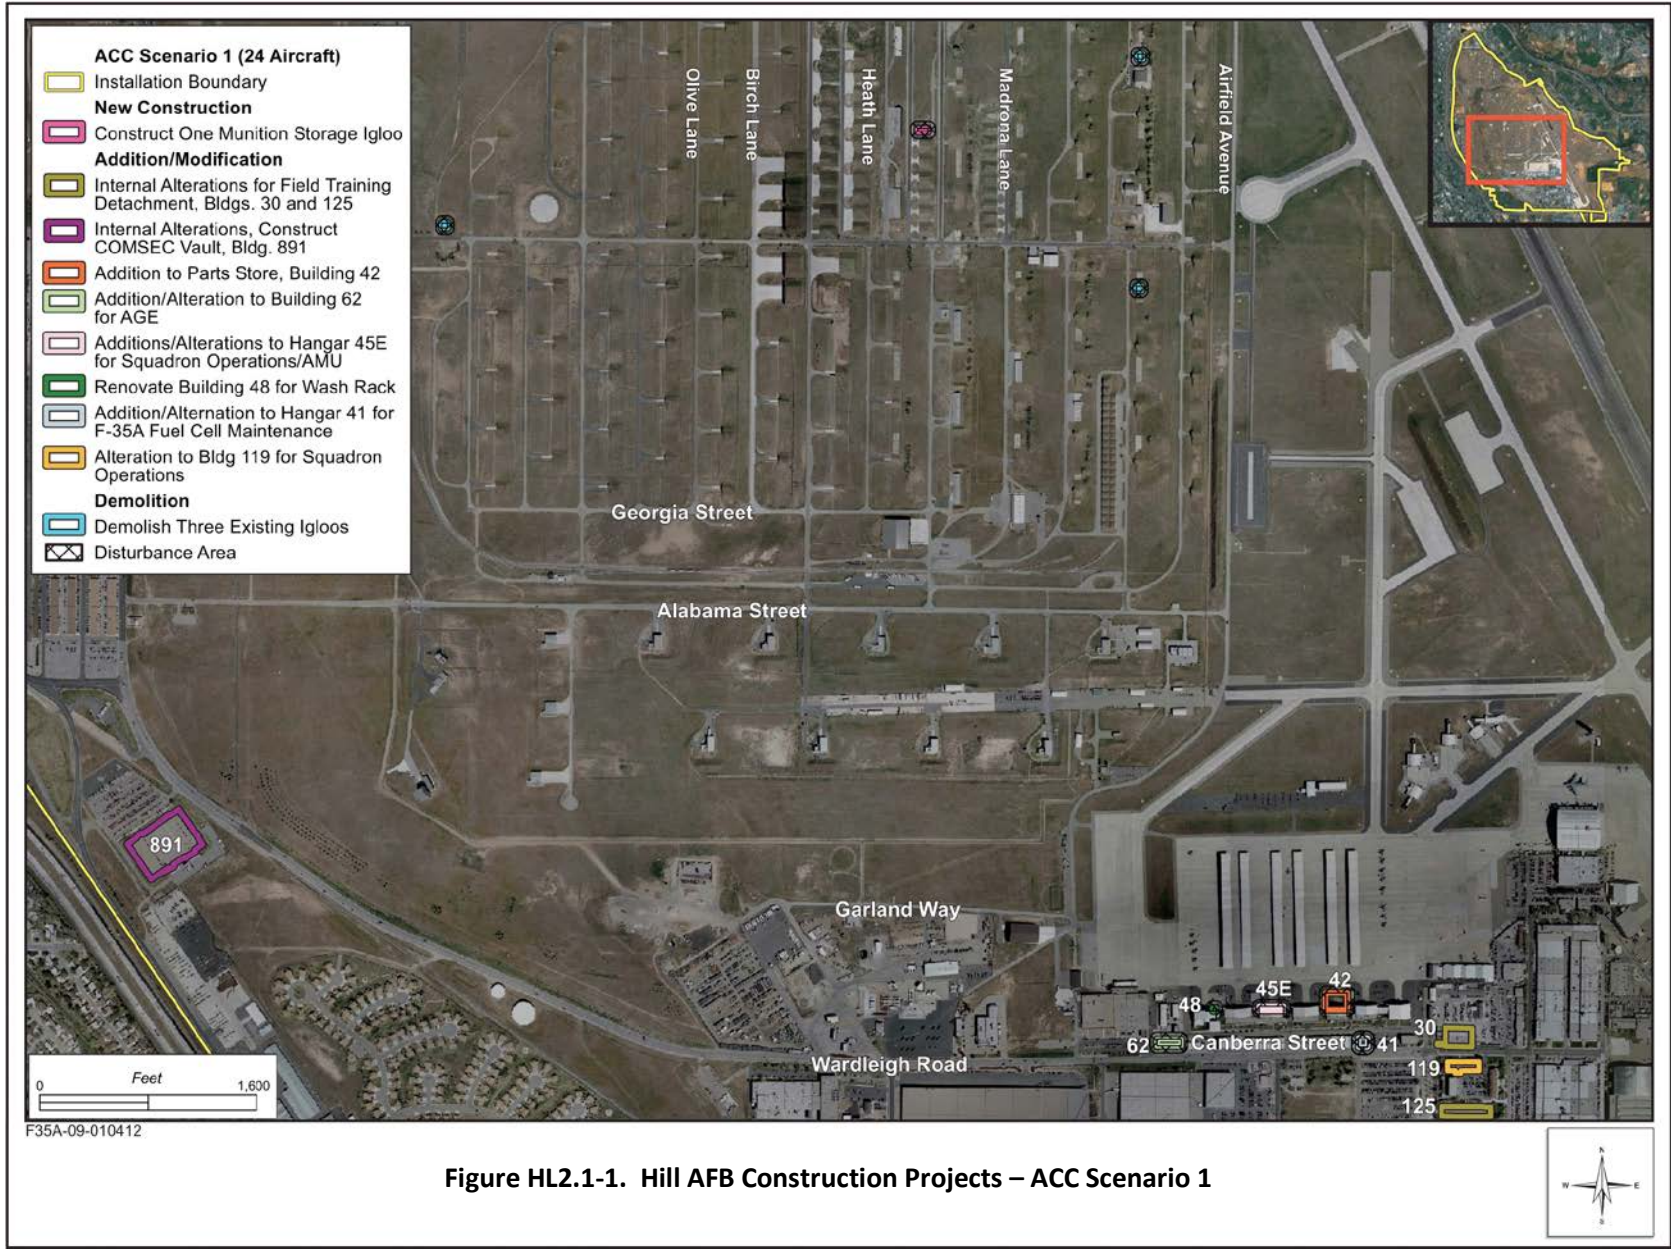 ACC Scenario 1 (24 Aircraft)
Installation Boundary
New Construction
Construct One Munition Storage Igloo
Addition/Modification
Internal Alterations for Field Training
Detachment, Bldgs. 30 and 125
Internal Alterations, Construct
COMSEC Vault, Bldg. 891
Addition to Parts Store, Building 42
Addition/Alteration to Building 62
for AGE
Additions/Alterations to Hangar 45E
for Squadron Operations/AMU
Renovate Building 48 for Wash Rack
Addition/Alternation to Hangar 41 for
F-35A Fuel Cell Maintenance
Alteration to Bldg 119 for Squadron
Operations
Demolition
Demolish Three Existing Igloos
Disturbance Area
Olive Lane
Birch Lane
Heath Lane
Madrona Lane
Airfield Avenue
Georgia Street
Alabama Street
891
Garland Way
42
45E
48
30
62
Canberra Street
41
Wardleigh Road
119
125
Feet
0
1,600
F35A-09-010412
N
W
E
S
Figure HL2.1-1. Hill AFB Construction Projects – ACC Scenario 1